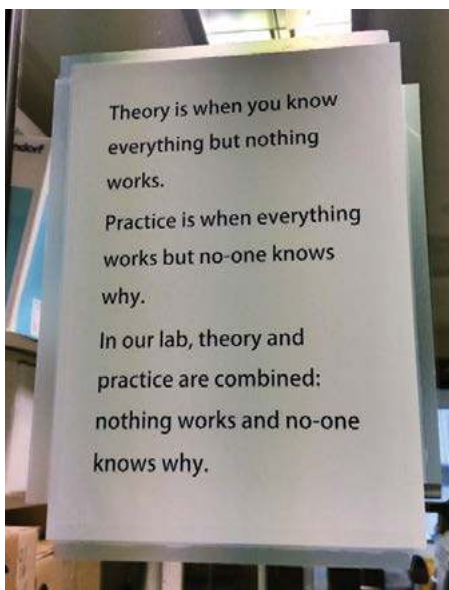 Theory is when you know
everything but nothing
works.
Practice is when everything
works but no-one knows
why.
In our lab, theory and
practice are combined:
nothing works and no-one
knows why.
ndorf